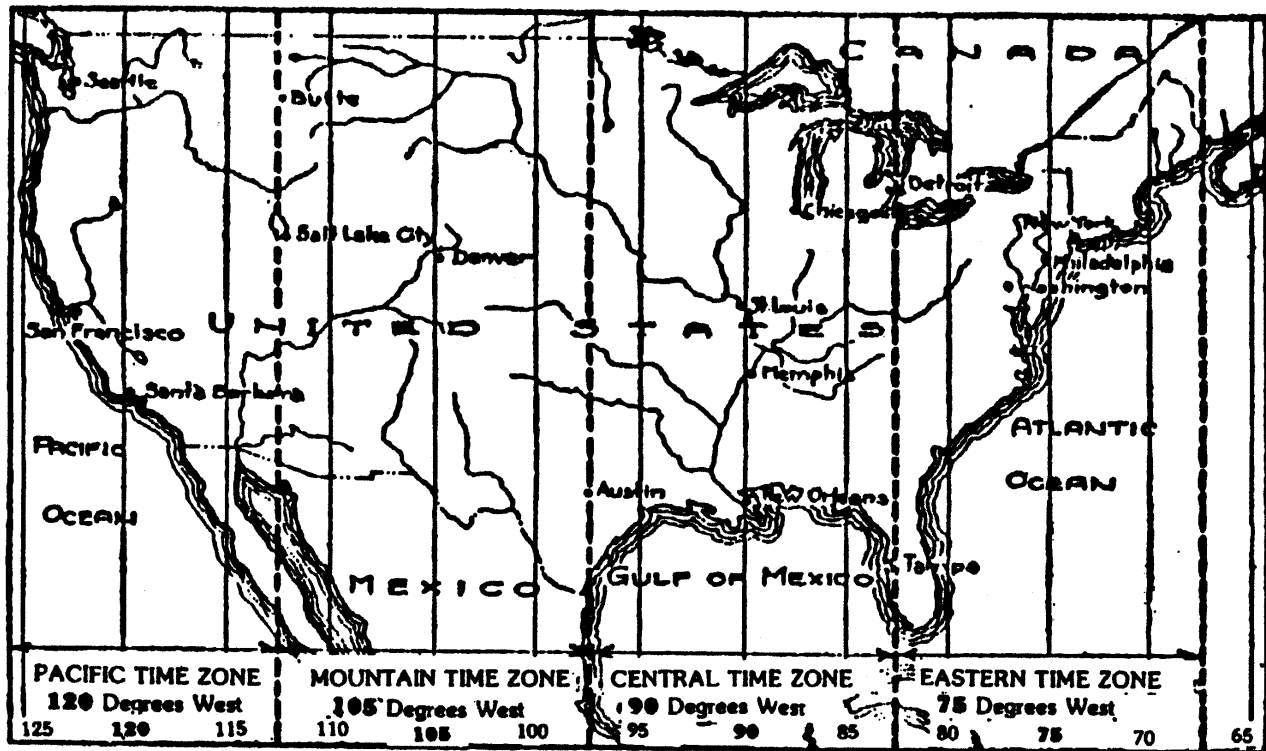 CANADA
Seattle
Butte
Detroit
Chicago
New York
Salt Lake City
Denver
Philadelphia
Washington
St. Louis
San Francisco
UNITED STATES
Memphis
Santa Barbara
ATLANTIC
PACIFIC
OCEAN
Austin
New Orleans
OCEAN
Tampa
MEXICO
GULF OF MEXICO
PACIFIC TIME ZONE MOUNTAIN TIME ZONE CENTRAL TIME ZONE EASTERN TIME ZONE
120 Degrees West 105 Degrees West 90 Degrees West 75 Degrees West
125 120 115 110 105 100 95 90 85 80 75 70 65